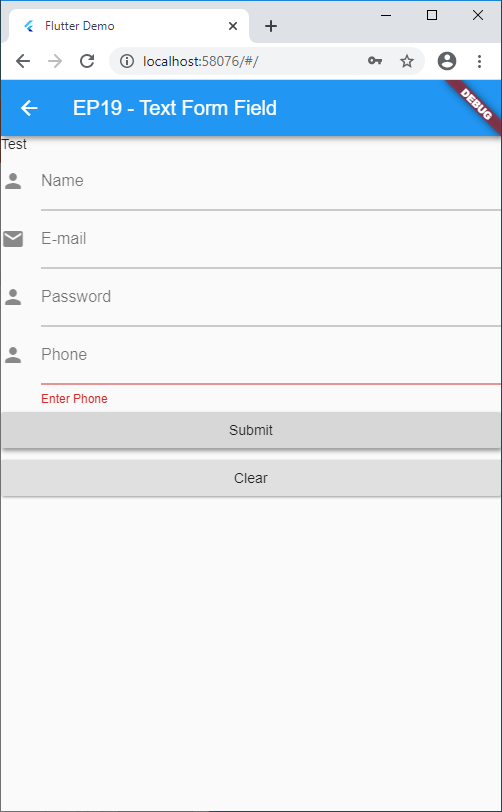 Flutter Demo
localhost:58076/#/
EP19 - Text Form Field
DEBUG
Test
Name
E-mail
Password
Phone
Enter Phone
Submit
Clear